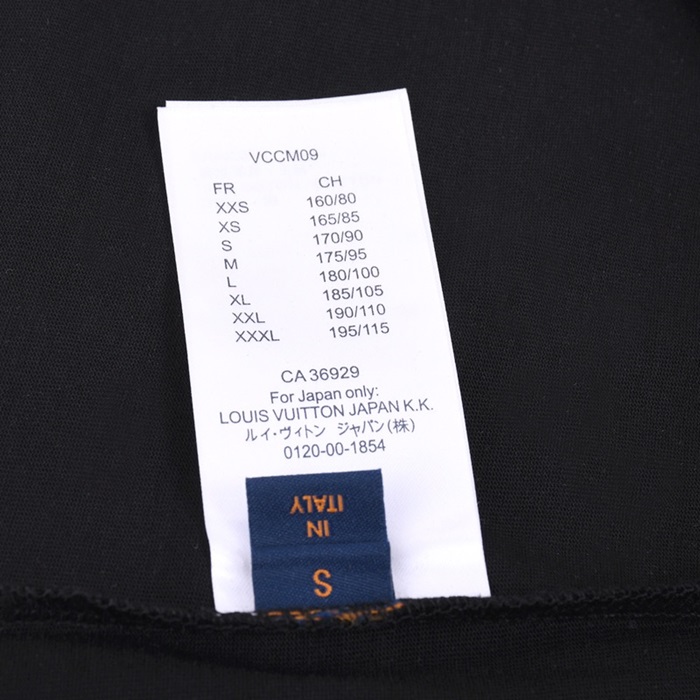 VCCM09
FR CH
XXS 160/80
XS 165/85
S 170/90
M 175/95
L 180/100
XL 185/105
XXL 190/110
XXXL 195/115
CA 36929
For Japan only:
LOUIS VUITTON JAPAN K.K.
ルイ・ヴィトン ジャパン(株)
0120-00-1854
ITALY
IN
S